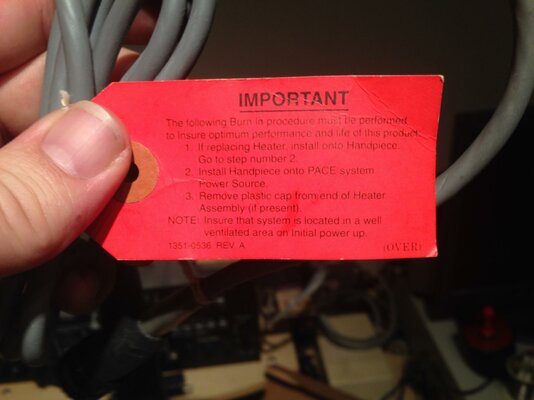 IMPORTANT
The following Burn In procedure must be performed
to Insure optimum performance and life of this product.
1. If replacing Heater, install onto Handpiece.
Go to step number 2.
2. Install Handpiece onto PACE system
Power Source.
3. Remove plastic cap from end of Heater
Assembly (if present).
NOTE: Insure that system is located in a well
ventilated area on Initial power up.
1351-0536 REV. A (OVER)